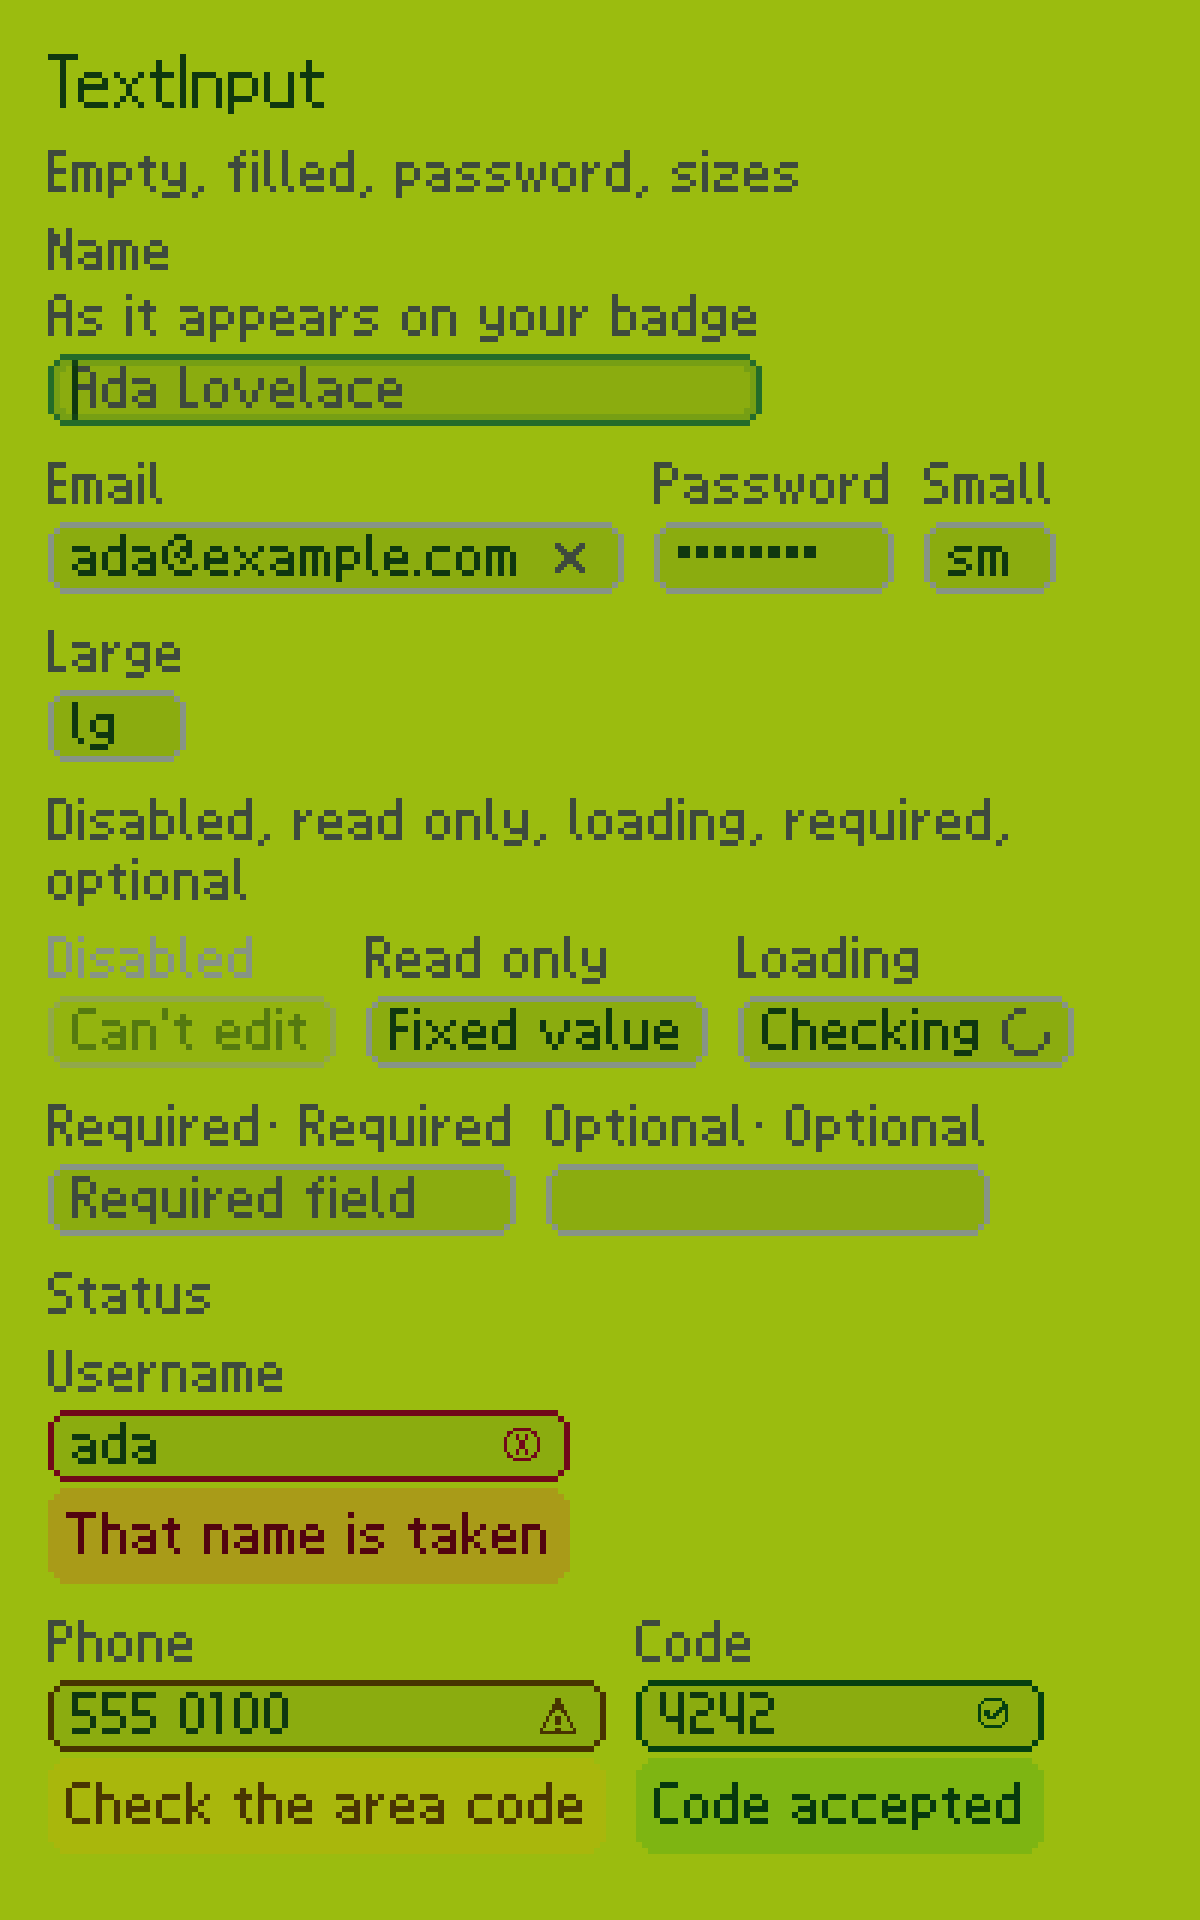 TextInput
Empty, filled, password, sizes
Name
As it appears on your badge
Ada Lovelace
Email Password Small
ada@example.com •••••••• sm
Large
lg
Disabled, read only, loading, required,
optional
Disabled Read only Loading
Can't edit Fixed value Checking
Required· Required Optional· Optional
Required field
Status
Username
ada
That name is taken
Phone Code
555 0100 4242
Check the area code Code accepted